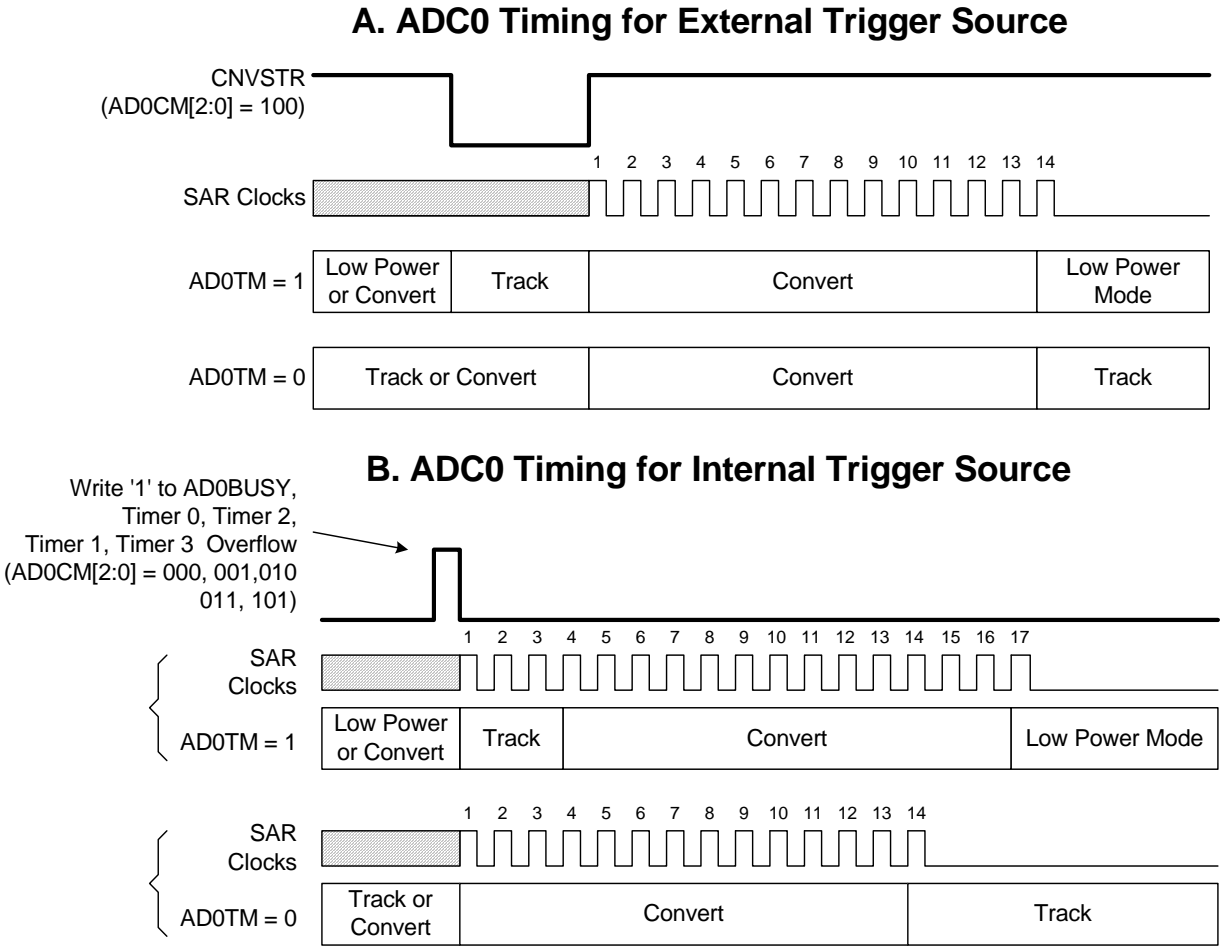 A. ADC0 Timing for External Trigger Source
CNVSTR
(AD0CM[2:0] = 100)
1 2 3 4 5 6 7 8 9 10 11 12 13 14
SAR Clocks
AD0TM = 1
Low Power
or Convert
Track
Convert
Low Power
Mode
AD0TM = 0
Track or Convert
Convert
Track
B. ADC0 Timing for Internal Trigger Source
Write '1' to AD0BUSY,
Timer 0, Timer 2,
Timer 1, Timer 3 Overflow
(AD0CM[2:0] = 000, 001,010
011, 101)
1 2 3 4 5 6 7 8 9 10 11 12 13 14 15 16 17
SAR
Clocks
AD0TM = 1
Low Power
or Convert
Track
Convert
Low Power Mode
1 2 3 4 5 6 7 8 9 10 11 12 13 14
SAR
Clocks
AD0TM = 0
Track or
Convert
Convert
Track